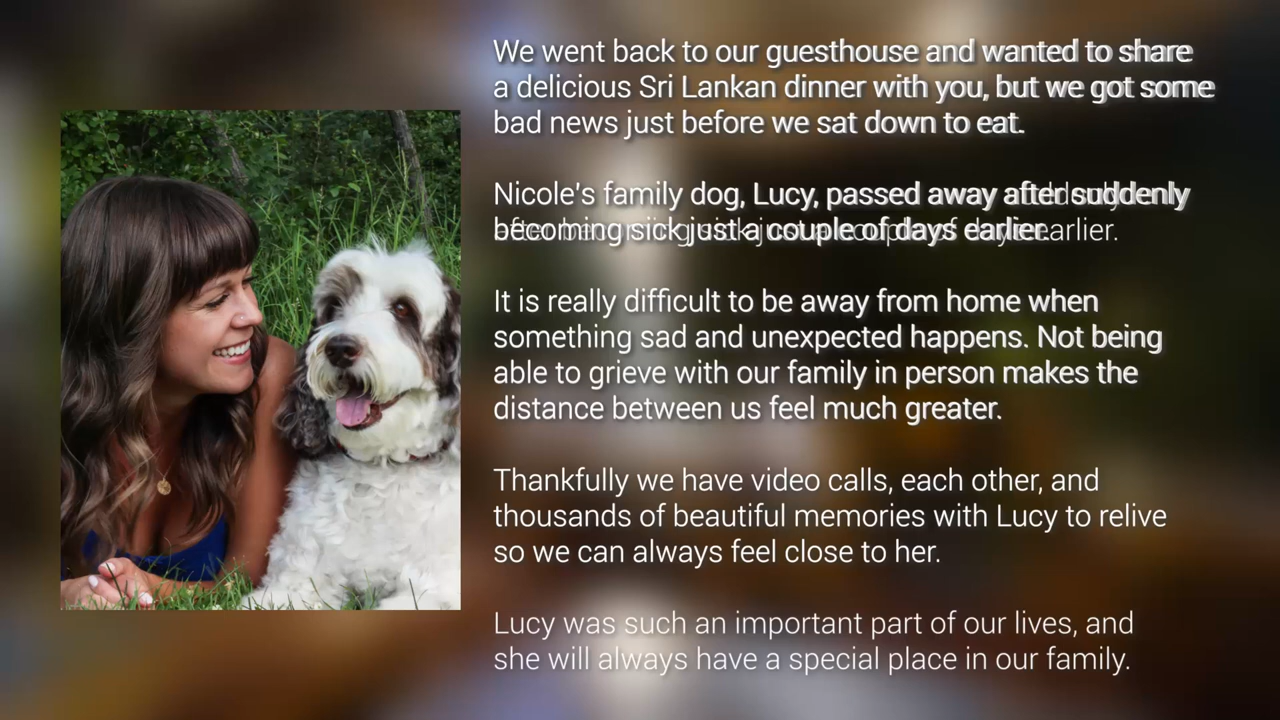 We went back to our guesthouse and wanted to share
a delicious Sri Lankan dinner with you, but we got some
bad news just before we sat down to eat.
Nicole's family dog, Lucy, passed away after suddenly
becoming sick just a couple of days earlier.
It is really difficult to be away from home when
something sad and unexpected happens. Not being
able to grieve with our family in person makes the
distance between us feel much greater.
Thankfully we have video calls, each other, and
thousands of beautiful memories with Lucy to relive
so we can always feel close to her.
Lucy was such an important part of our lives, and
she will always have a special place in our family.